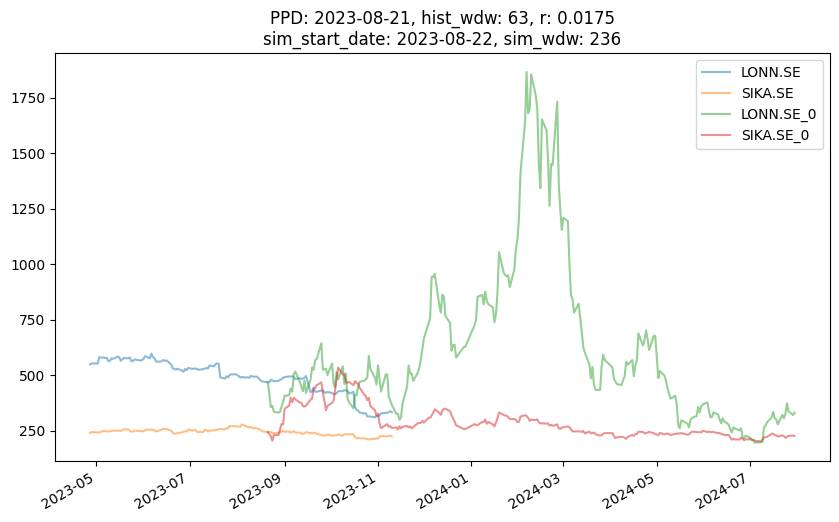 PPD: 2023-08-21, hist_wdw: 63, r: 0.0175
sim_start_date: 2023-08-22, sim_wdw: 236
LONN.SE
SIKA.SE
LONN.SE_0
SIKA.SE_0
1750
1500
1250
1000
750
500
250
2023-05
2023-07
2023-09
2023-11
2024-01
2024-03
2024-05
2024-07